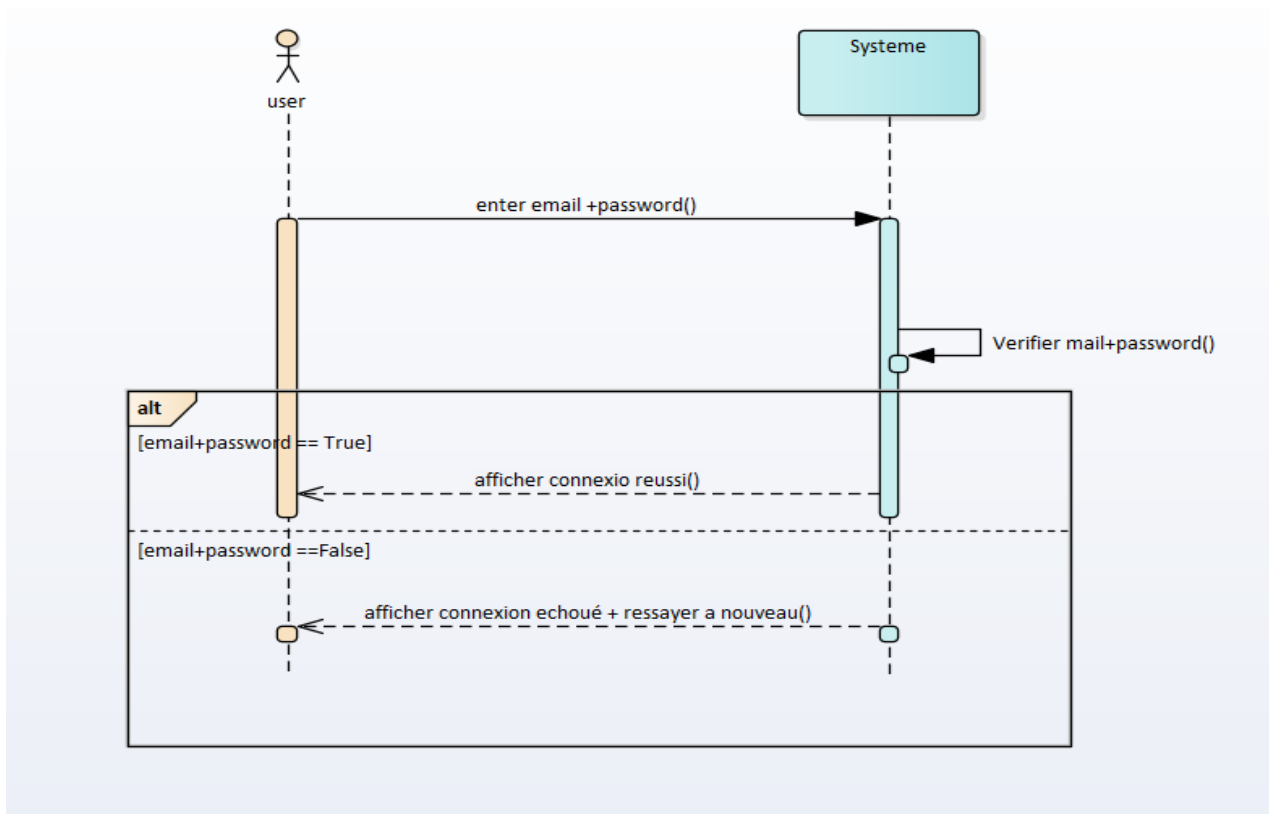 user
Systeme
enter email +password()
Verifier mail+password()
alt
[email+password == True]
afficher connexio reussi()
[email+password ==False]
afficher connexion echoué + ressayer a nouveau()